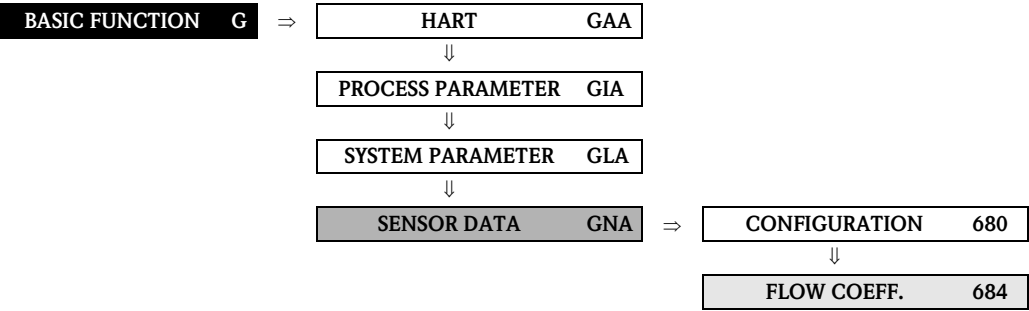 BASIC FUNCTION G ⇒ HART GAA
⇓
PROCESS PARAMETER GIA
⇓
SYSTEM PARAMETER GLA
⇓
SENSOR DATA GNA ⇒ CONFIGURATION 680
⇓
FLOW COEFF. 684